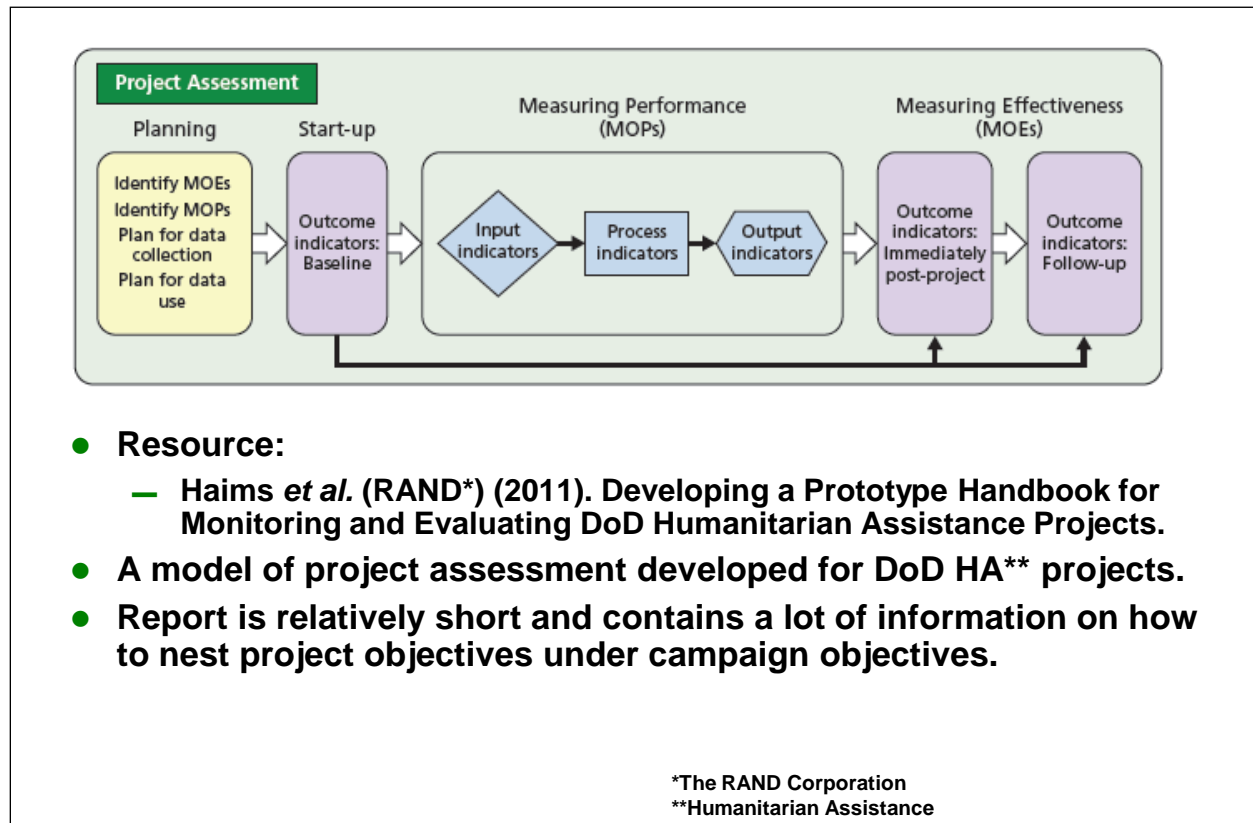 Project Assessment
Planning
Start-up
Measuring Performance
(MOPs)
Measuring Effectiveness
(MOEs)
Identify MOEs
Identify MOPs
Plan for data
collection
Plan for data
use
Outcome
indicators:
Baseline
Input
indicators
Process
indicators
Output
indicators
Outcome
indicators:
Immediately
post-project
Outcome
indicators:
Follow-up
● Resource:
– Haims et al. (RAND*) (2011). Developing a Prototype Handbook for
Monitoring and Evaluating DoD Humanitarian Assistance Projects.
● A model of project assessment developed for DoD HA** projects.
● Report is relatively short and contains a lot of information on how
to nest project objectives under campaign objectives.
*The RAND Corporation
**Humanitarian Assistance